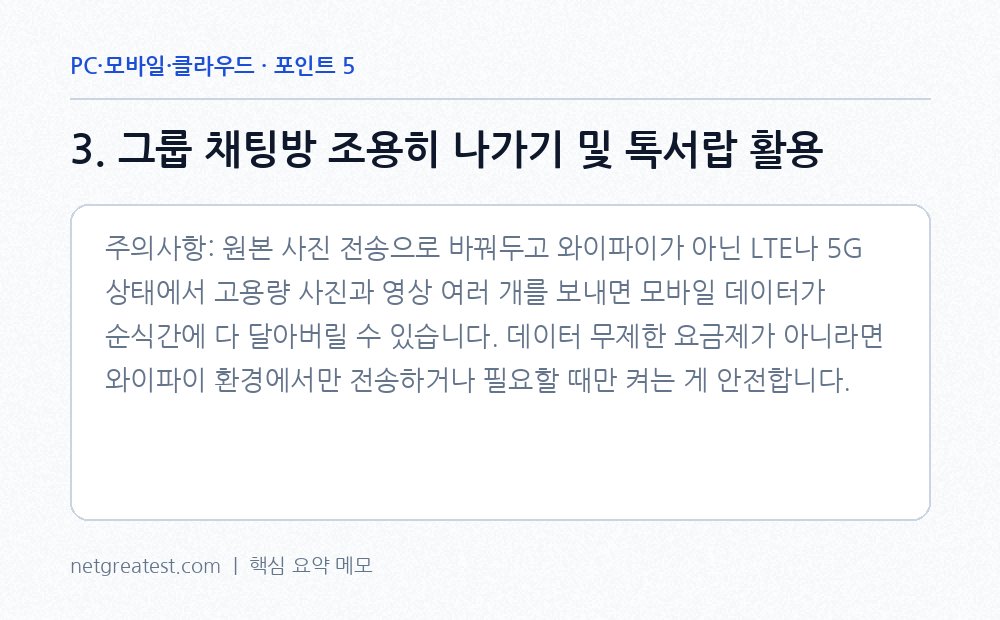 PC·모바일·클라우드 · 포인트 5
3. 그룹 채팅방 조용히 나가기 및 톡서랍 활용
주의사항: 원본 사진 전송으로 바꿔두고 와이파이가 아닌 LTE나 5G
상태에서 고용량 사진과 영상 여러 개를 보내면 모바일 데이터가
순식간에 다 달아버릴 수 있습니다. 데이터 무제한 요금제가 아니라면
와이파이 환경에서만 전송하거나 필요할 때만 켜는 게 안전합니다.
netgreatest.com | 핵심 요약 메모